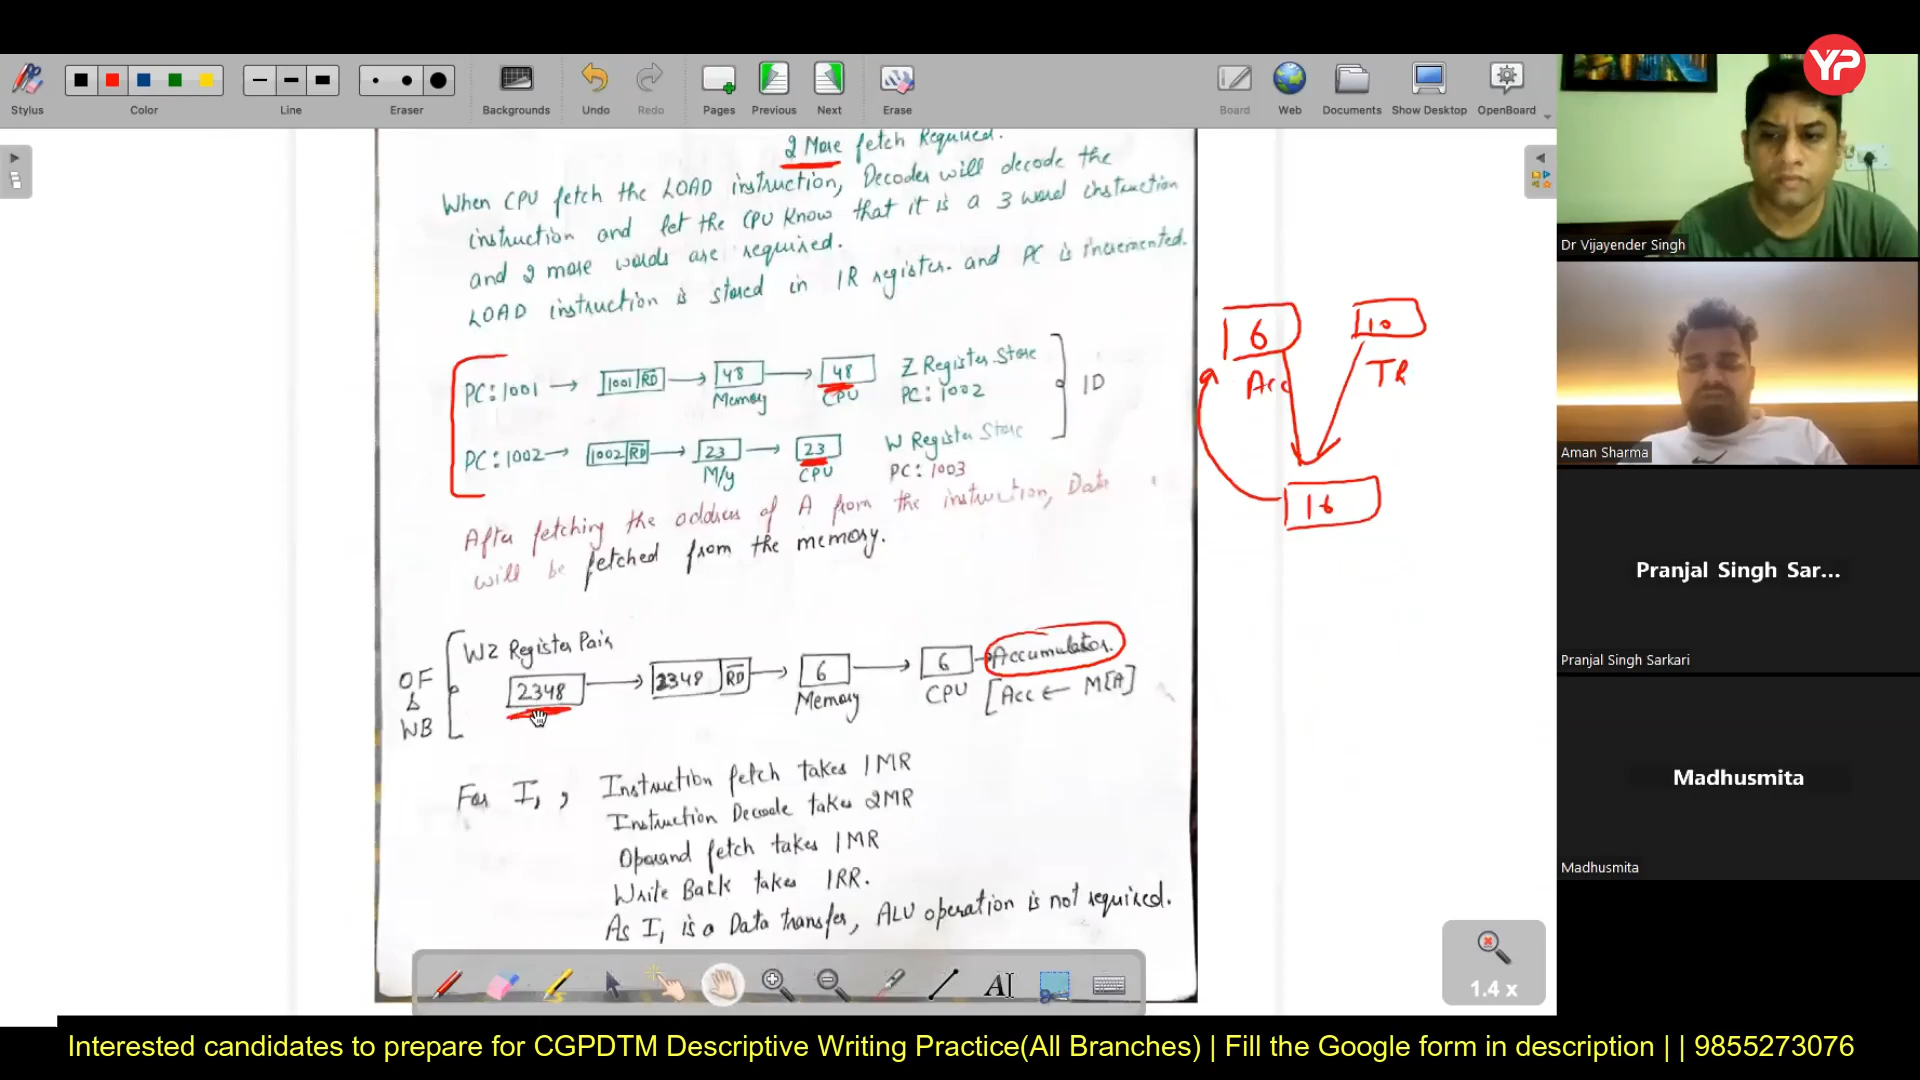 YP
Stylus
Color
Line
Eraser
Backgrounds
Undo
Redo
Pages
Previous
Next
Erase
Board
Web
Documents
Show Desktop
OpenBoard
2 More fetch Required.
When CPU fetch the LOAD instruction, Decoder will decode the
instruction and let the CPU know that it is a 3 word instruction
and 2 more words are required.
LOAD instruction is stored in IR register. and PC is incremented.
PC:1001 → 1001 RD → 48 → 48 Z Register Store
Memory CPU PC:1002
ID
PC:1002 → 1002 RD → 23 → 23 W Register Store
M/y CPU PC:1003
After fetching the address of A from the instruction, Data
will be fetched from the memory.
OF
&
WB
WZ Register Pair
2348 → 2348 RD → 6 → 6 → Accumulator.
Memory CPU [Acc ← M[A]]
For I1, Instruction fetch takes 1MR
Instruction Decode takes 2MR
Operand fetch takes 1MR
Write Back takes 1RR.
As I1 is a Data transfer, ALU operation is not required.
6 10
Acc TR
16
1.4 x
Dr Vijayender Singh
Aman Sharma
Pranjal Singh Sar...
Pranjal Singh Sarkari
Madhusmita
Madhusmita
Interested candidates to prepare for CGPDTM Descriptive Writing Practice(All Branches) | Fill the Google form in description | | 9855273076